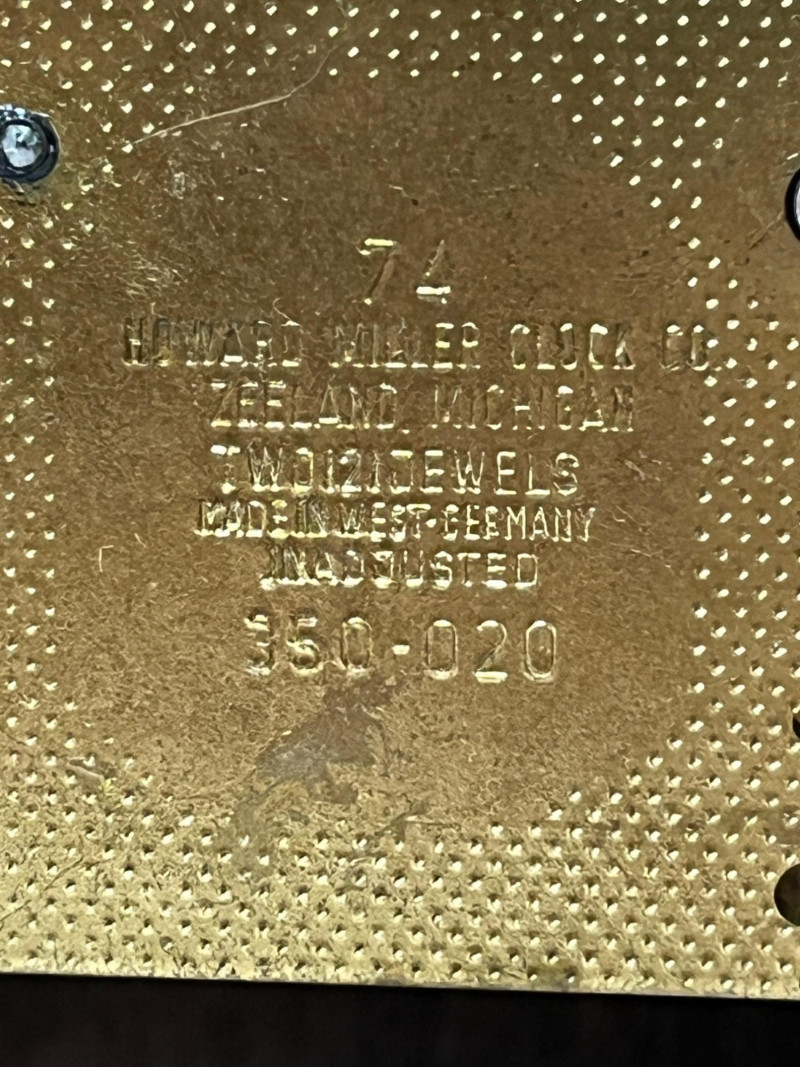 74
HOWARD MILLER CLOCK CO.
ZEELAND, MICHIGAN
TWO (2) JEWELS
MADE IN WEST-GERMANY
UNADJUSTED
350-020